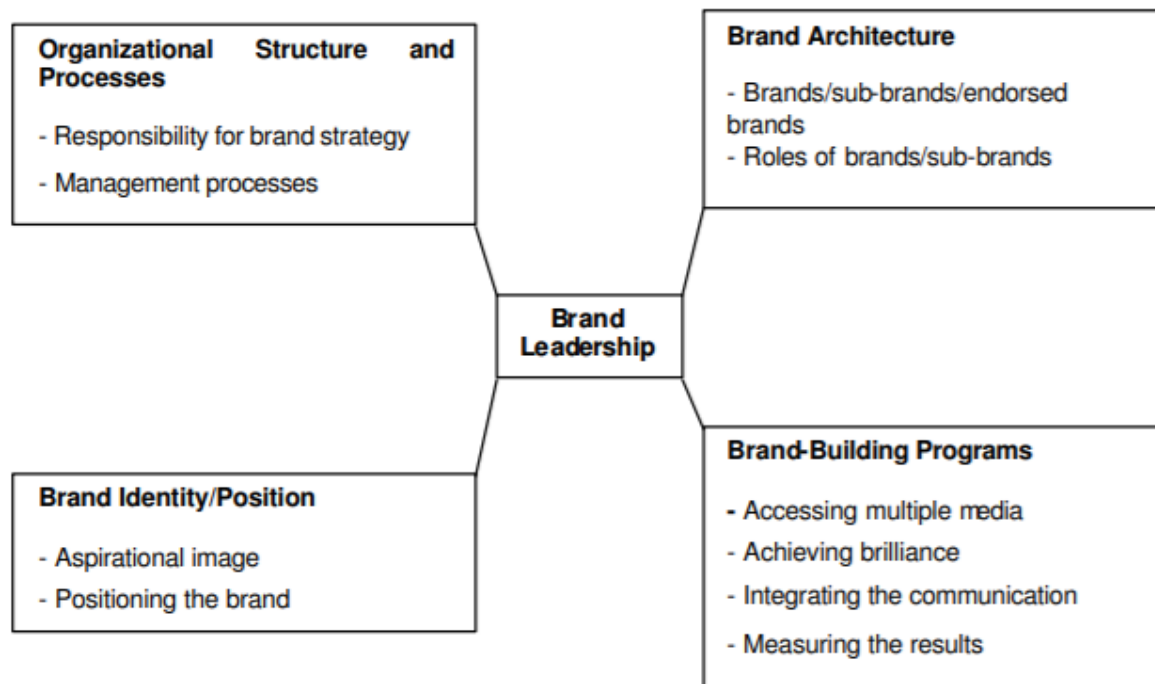 Organizational Structure and
Processes
- Responsibility for brand strategy
- Management processes
Brand Architecture
- Brands/sub-brands/endorsed
brands
- Roles of brands/sub-brands
Brand
Leadership
Brand Identity/Position
- Aspirational image
- Positioning the brand
Brand-Building Programs
- Accessing multiple media
- Achieving brilliance
- Integrating the communication
- Measuring the results